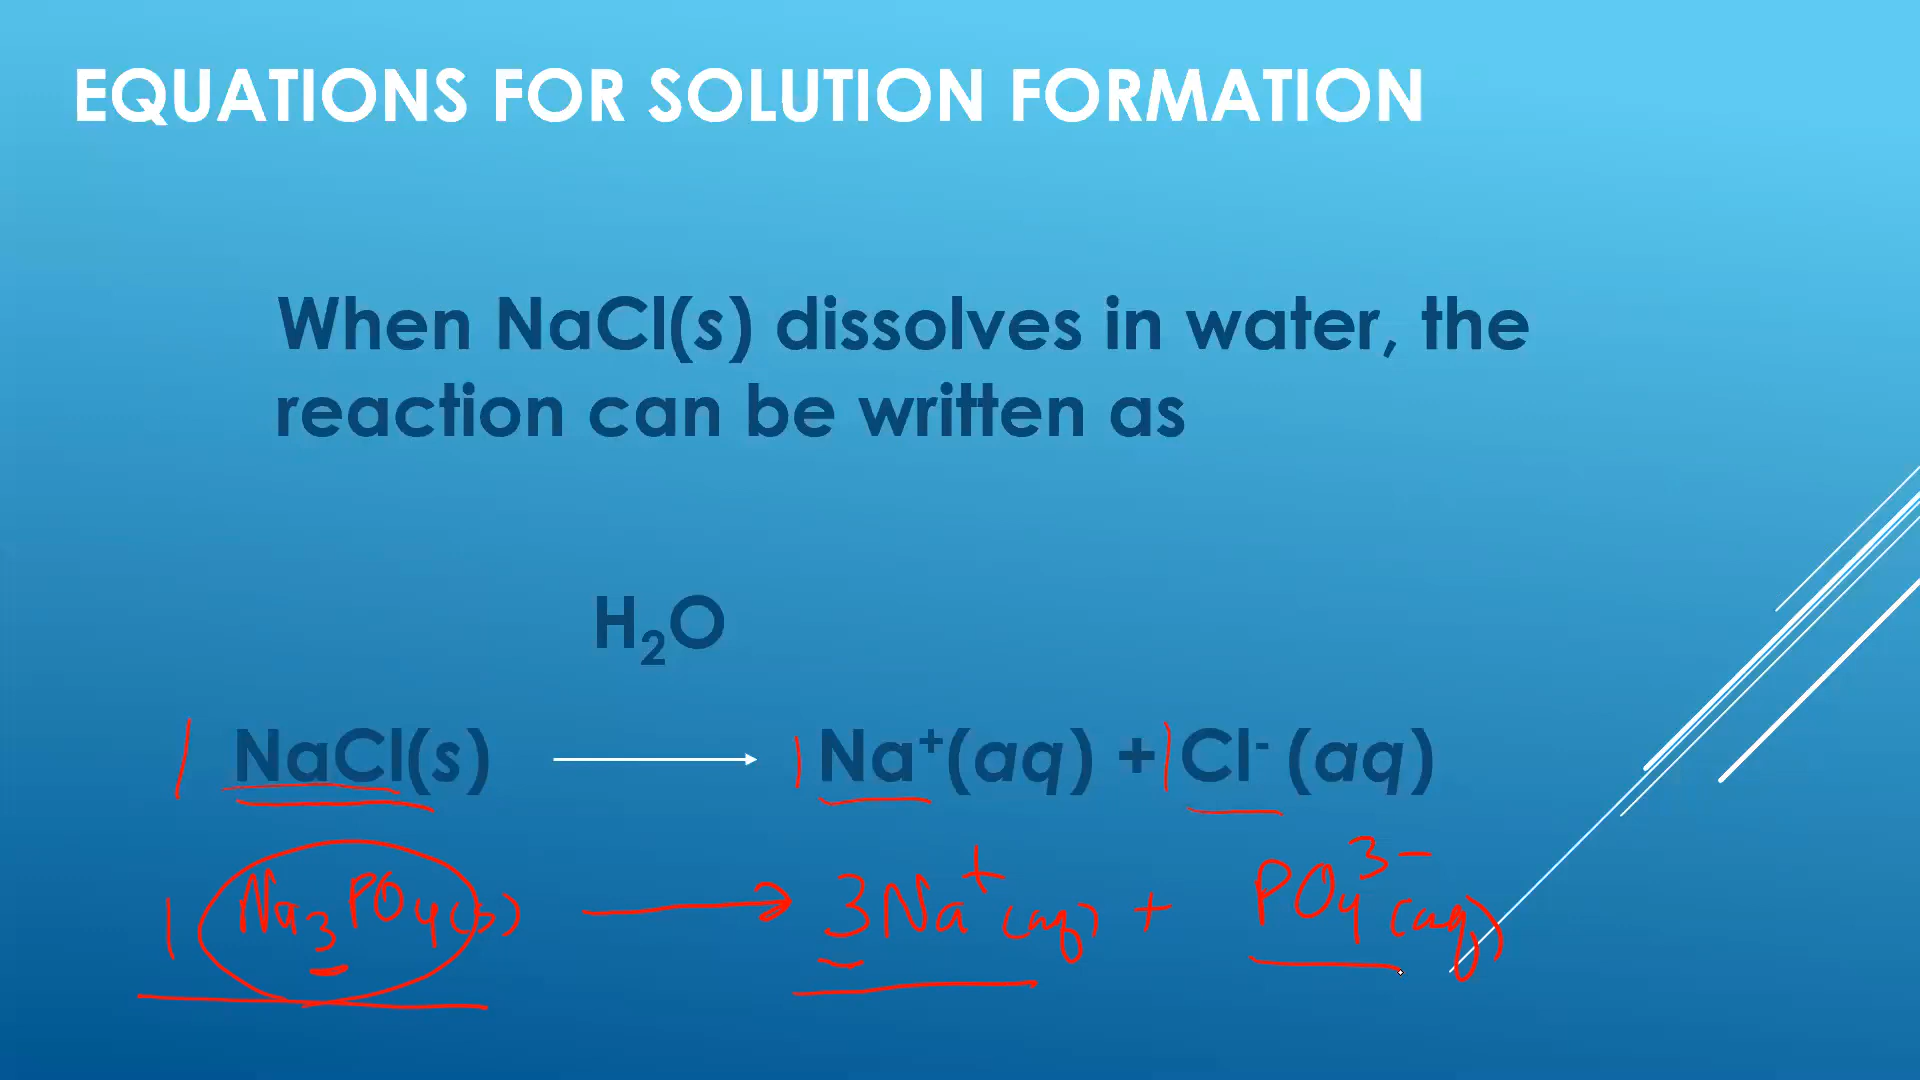 EQUATIONS FOR SOLUTION FORMATION
When NaCl(s) dissolves in water, the
reaction can be written as
H₂O
1 NaCl(s) → 1 Na⁺(aq) + 1 Cl⁻ (aq)
1 Na₃PO₄(s) → 3Na⁺(aq) + PO₄³⁻(aq)